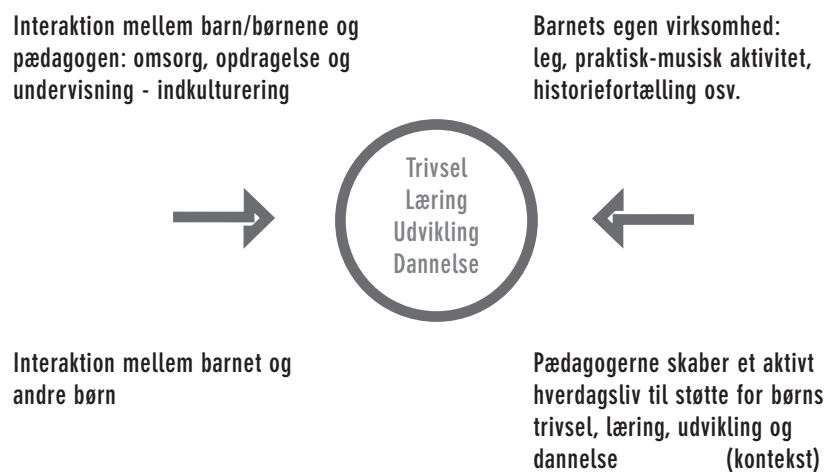 Interaktion mellem barn/børnene og
pædagogen: omsorg, opdragelse og
undervisning - indkulturering
Barnets egen virksomhed:
leg, praktisk-musisk aktivitet,
historiefortælling osv.
Trivsel
Læring
Udvikling
Dannelse
Interaktion mellem barnet og
andre børn
Pædagogerne skaber et aktivt
hverdagsliv til støtte for børns
trivsel, læring, udvikling og
dannelse (kontekst)